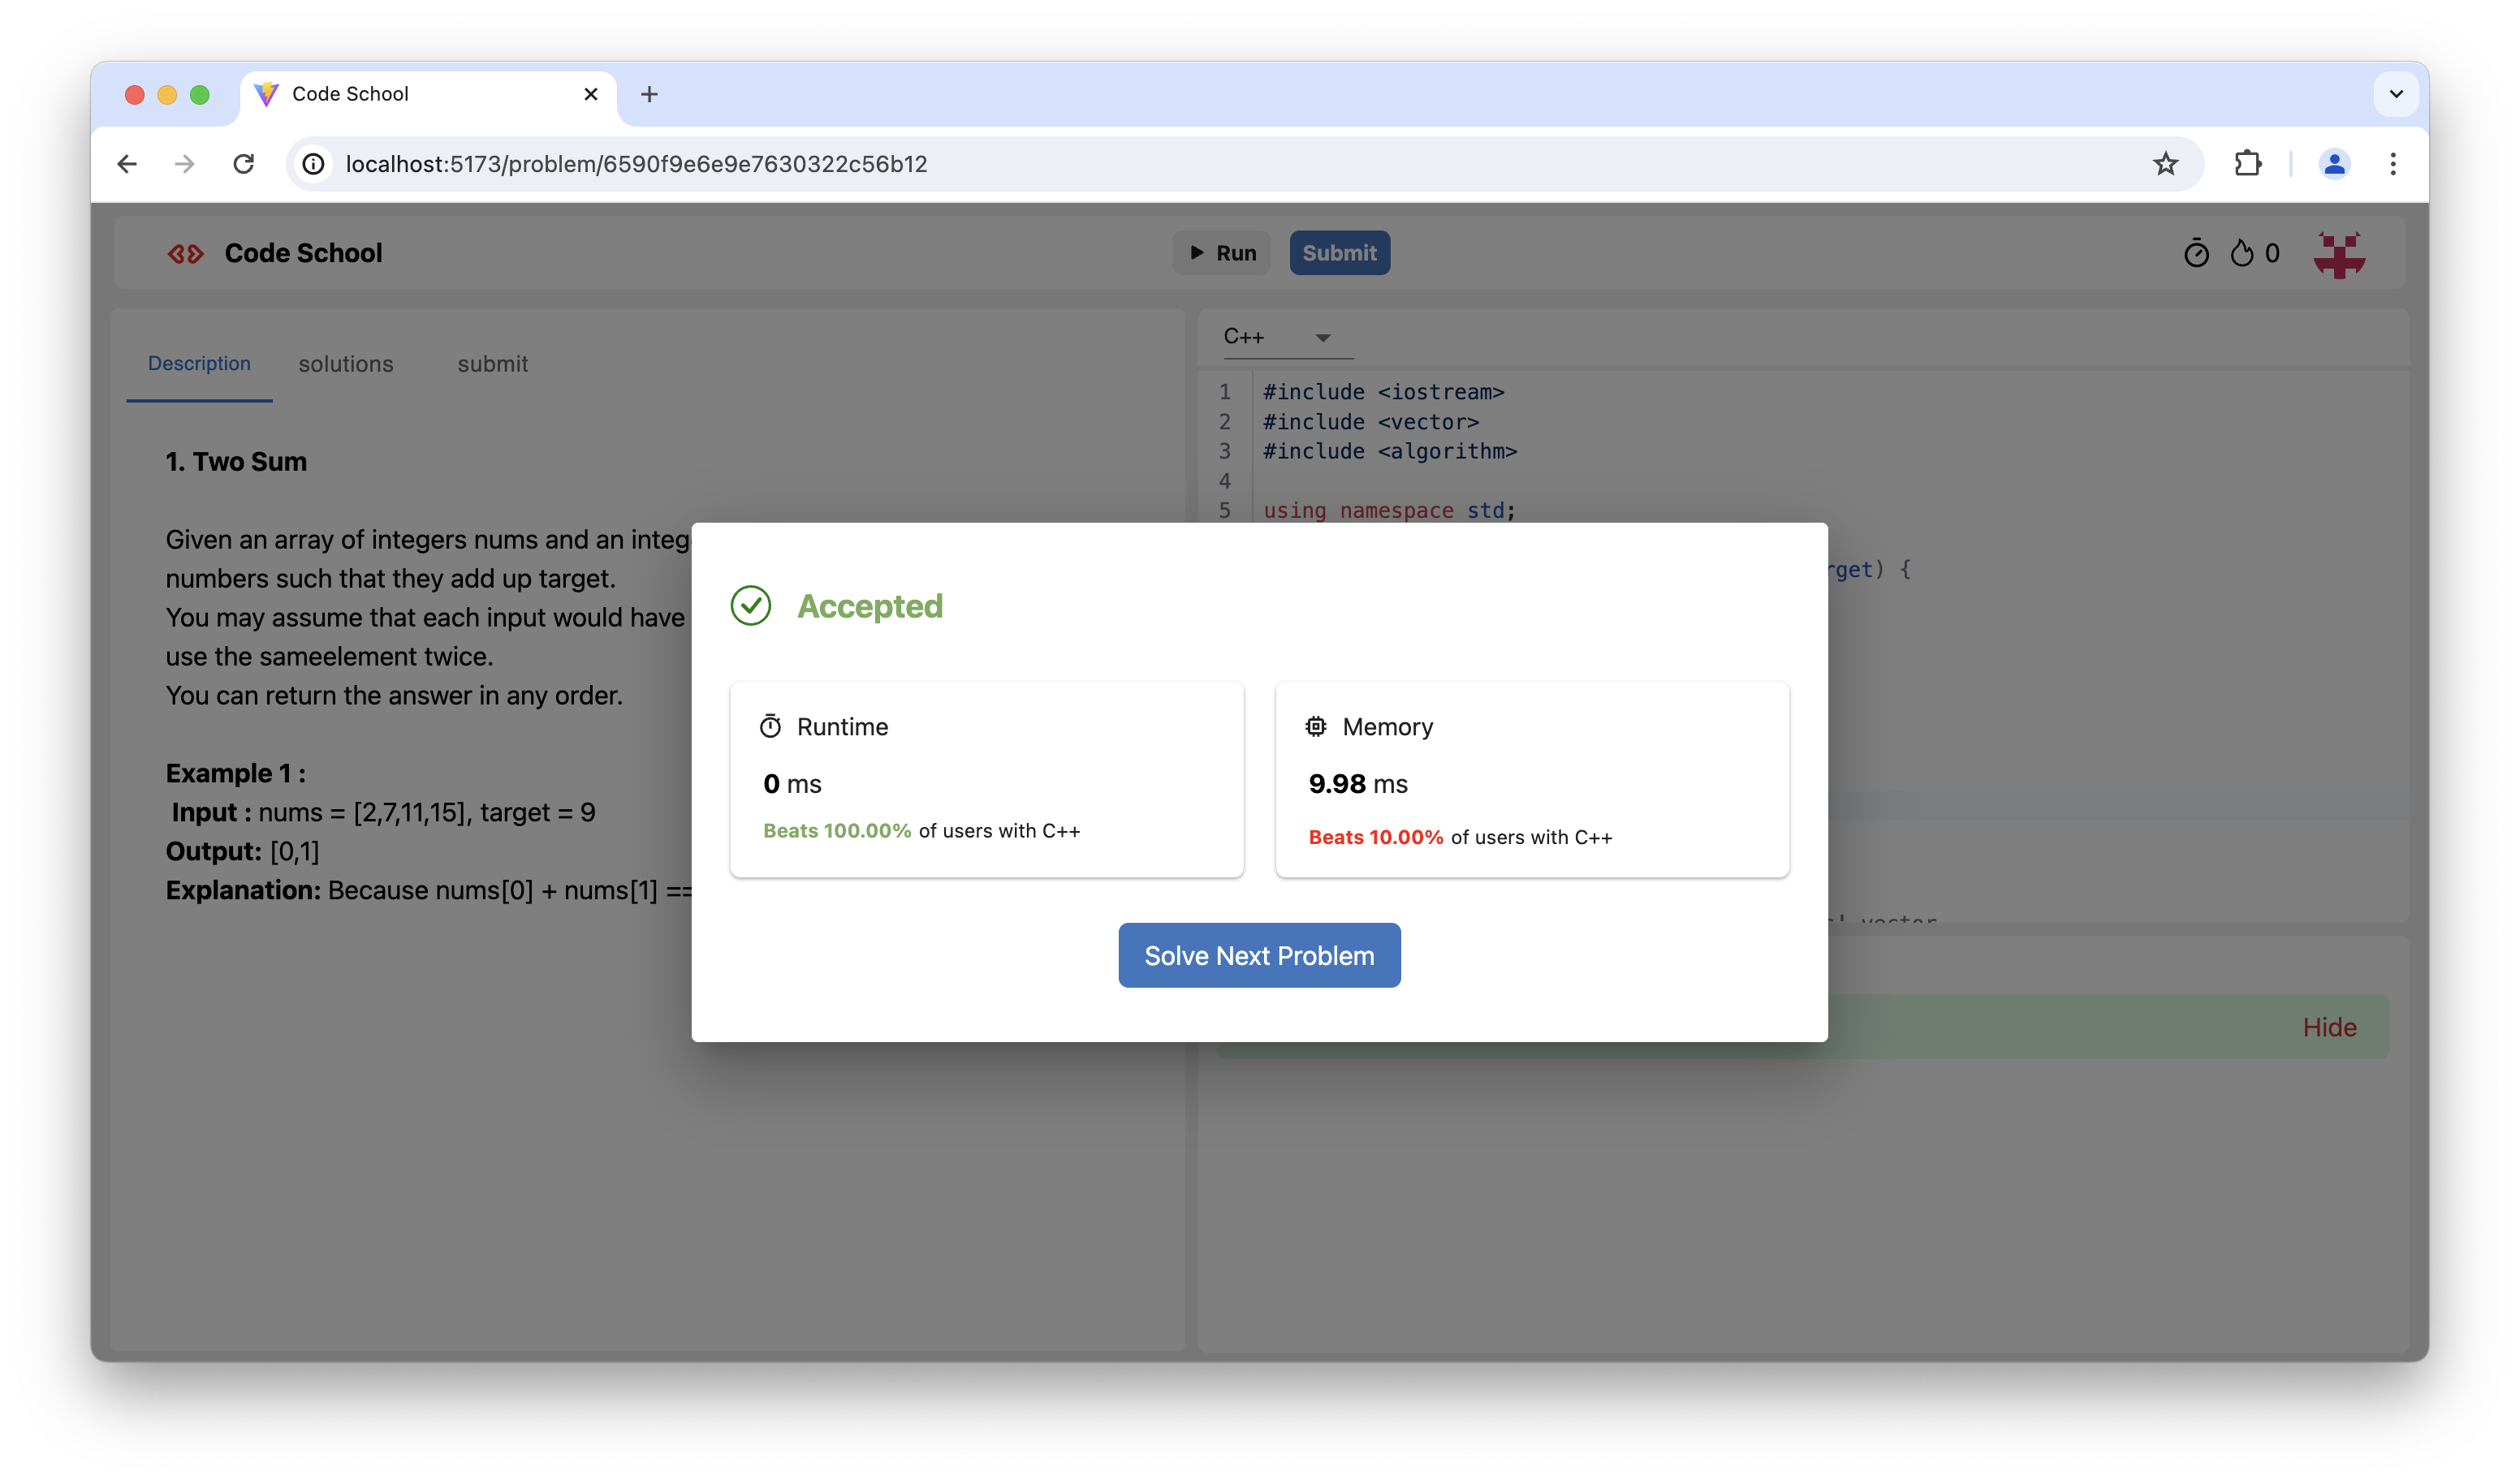 Code School
localhost:5173/problem/6590f9e6e9e7630322c56b12
Code School
Run
Submit
0
Description
solutions
submit
1. Two Sum
Given an array of integers nums and an
numbers such that they add up target.
You may assume that each input would have
use the sameelement twice.
You can return the answer in any order.
Example 1 :
Input : nums = [2,7,11,15], target = 9
Output: [0,1]
Explanation: Because nums[0] + nums[1] ==
C++
1 #include <iostream>
2 #include <vector>
3 #include <algorithm>
4
5 using namespace std;
) {
Accepted
Runtime
0 ms
Beats 100.00% of users with C++
Memory
9.98 ms
Beats 10.00% of users with C++
Solve Next Problem
vector
Hide